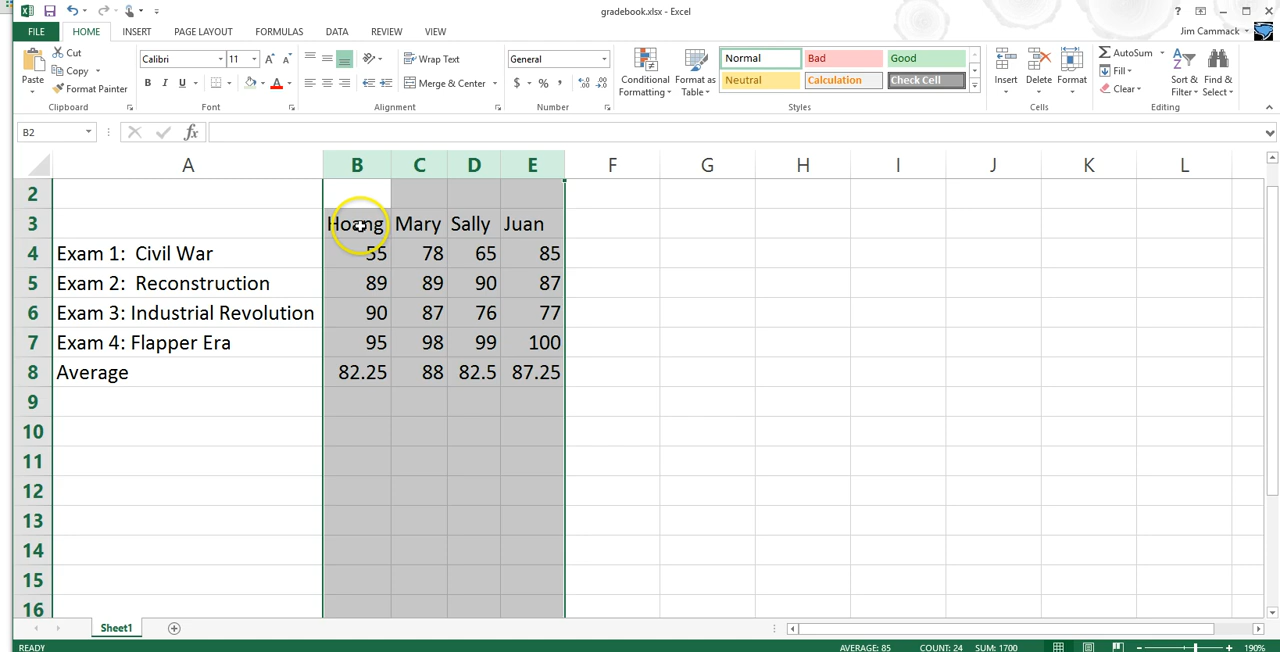 gradebook.xlsx - Excel
?
FILE HOME INSERT PAGE LAYOUT FORMULAS DATA REVIEW VIEW Jim Cammack
Paste
Cut
Copy
Format Painter
Clipboard
Calibri 11
B I U
Font
Wrap Text
Merge & Center
Alignment
General
$ % ,
Number
Conditional Formatting
Format as Table
Normal Bad Good
Neutral Calculation Check Cell
Styles
Insert Delete Format
Cells
AutoSum
Fill
Clear
Sort & Filter
Find & Select
Editing
B2 fx
A B C D E F G H I J K L
2
3 Hoang Mary Sally Juan
4 Exam 1: Civil War 55 78 65 85
5 Exam 2: Reconstruction 89 89 90 87
6 Exam 3: Industrial Revolution 90 87 76 77
7 Exam 4: Flapper Era 95 98 99 100
8 Average 82.25 88 82.5 87.25
9
10
11
12
13
14
15
16
Sheet1
READY AVERAGE: 85 COUNT: 24 SUM: 1700 190%